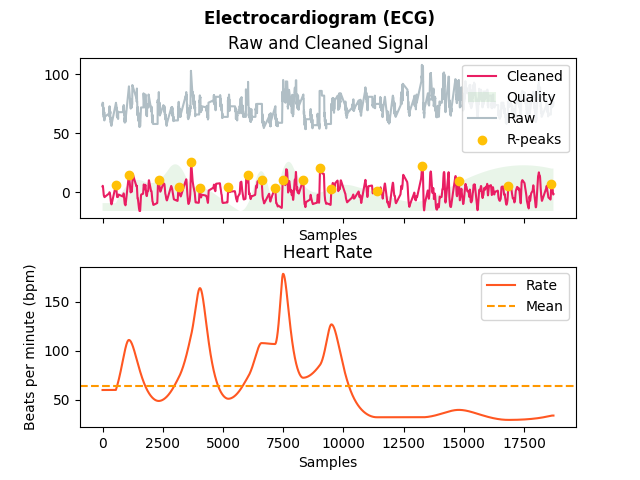 Electrocardiogram (ECG)
Raw and Cleaned Signal
100
50
0
Cleaned
Quality
Raw
R-peaks
Samples
Heart Rate
Beats per minute (bpm)
150
100
50
Rate
Mean
0 2500 5000 7500 10000 12500 15000 17500
Samples